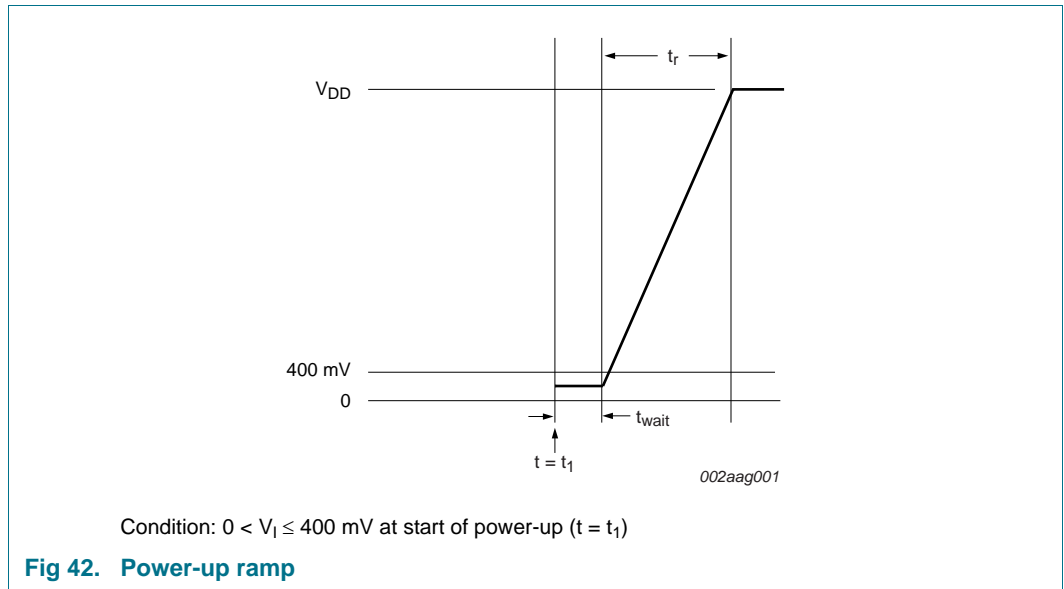 tr
VDD
400 mV
0
twait
t = t1
002aag001
Condition: 0 < VI ≤ 400 mV at start of power-up (t = t1)
Fig 42. Power-up ramp